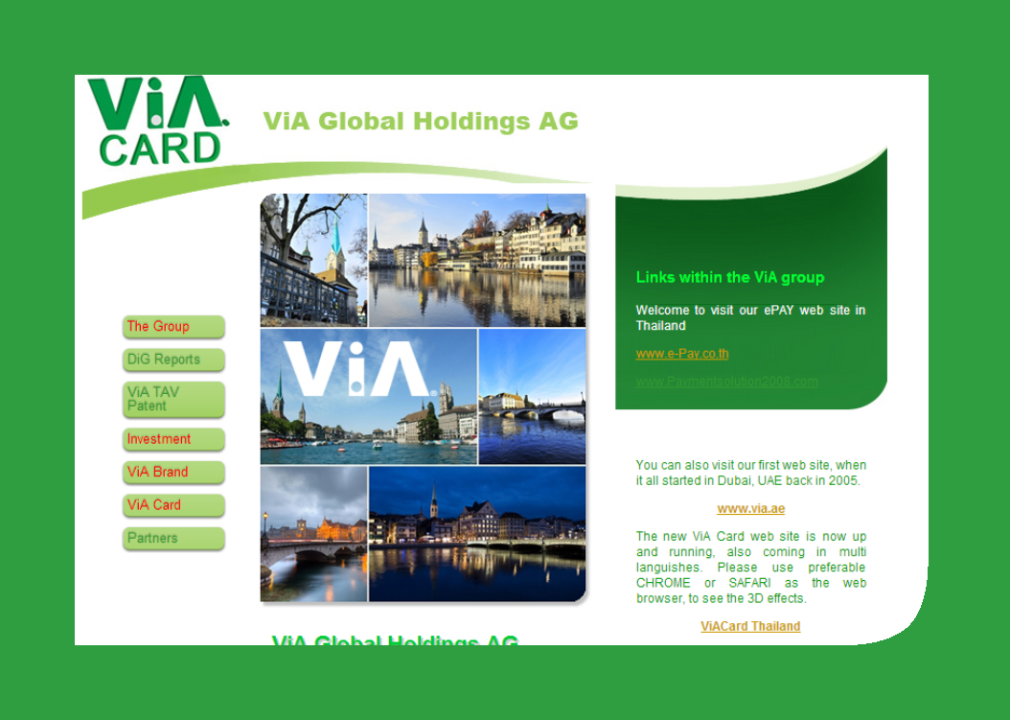 ViA.
CARD
ViA Global Holdings AG
The Group
DiG Reports
ViA TAV
Patent
Investment
ViA Brand
ViA Card
Partners
ViA
ViA Global Holdings AG
Links within the ViA group
Welcome to visit our ePAY web site in
Thailand
www.e-Pay.co.th
www.Paymentsolution2008.com
You can also visit our first web site, when
it all started in Dubai, UAE back in 2005.
www.via.ae
The new ViA Card web site is now up
and running, also coming in multi
languishes. Please use preferable
CHROME or SAFARI as the web
browser, to see the 3D effects.
ViACard Thailand